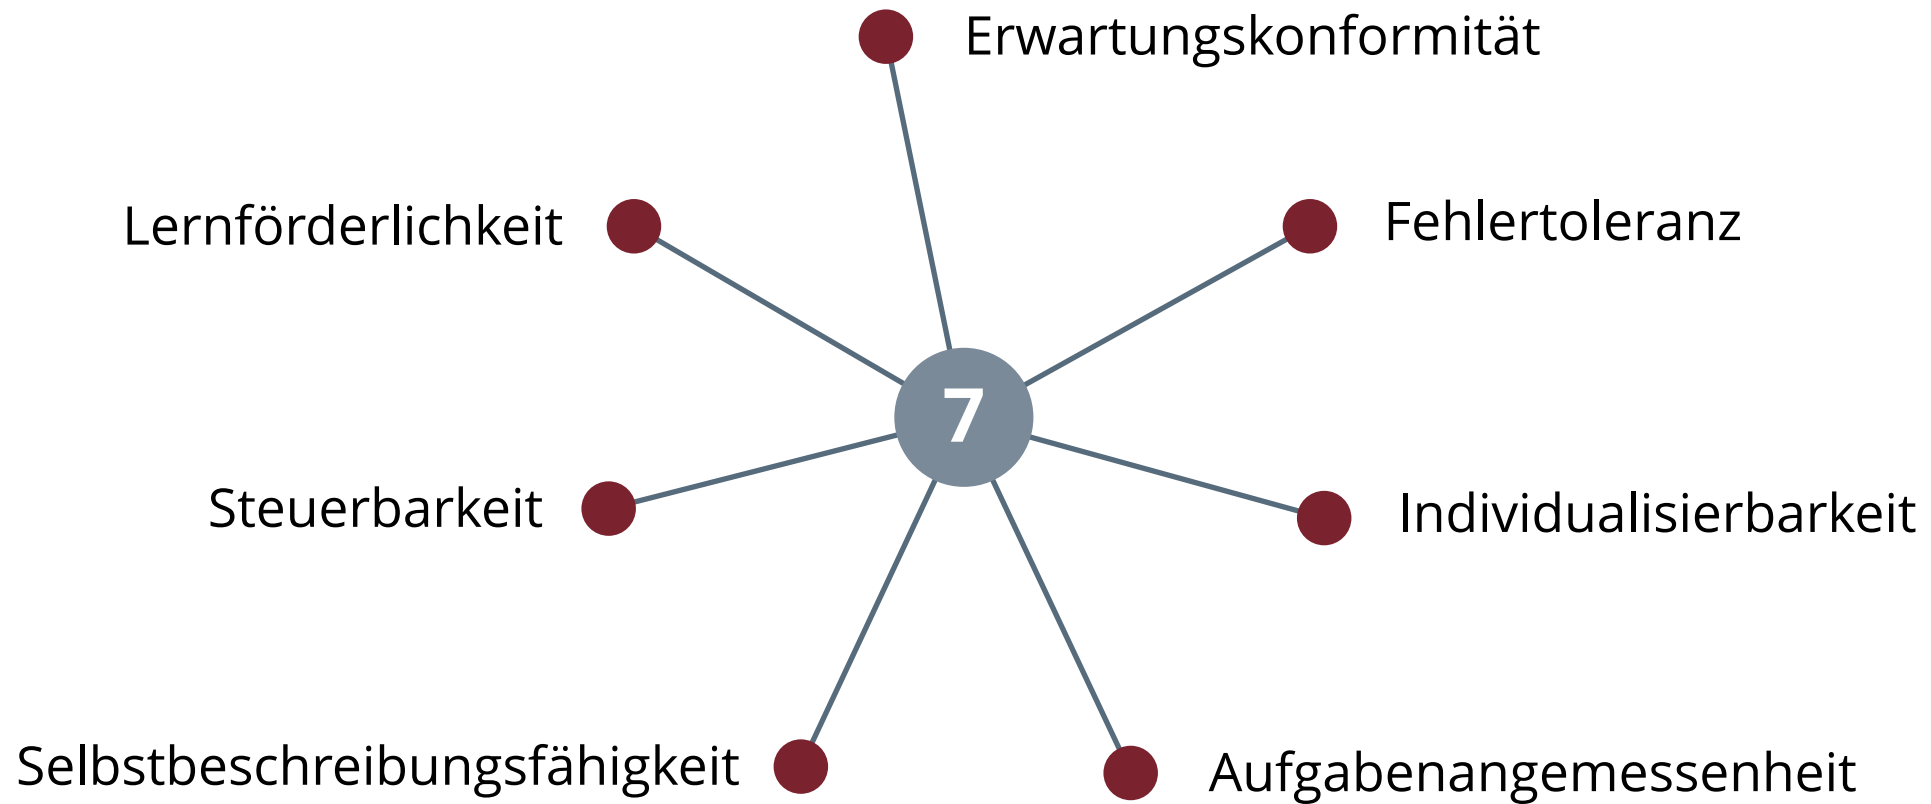 Erwartungskonformität
Lernförderlichkeit
Fehlertoleranz
7
Steuerbarkeit
Individualisierbarkeit
Selbstbeschreibungsfähigkeit
Aufgabenangemessenheit